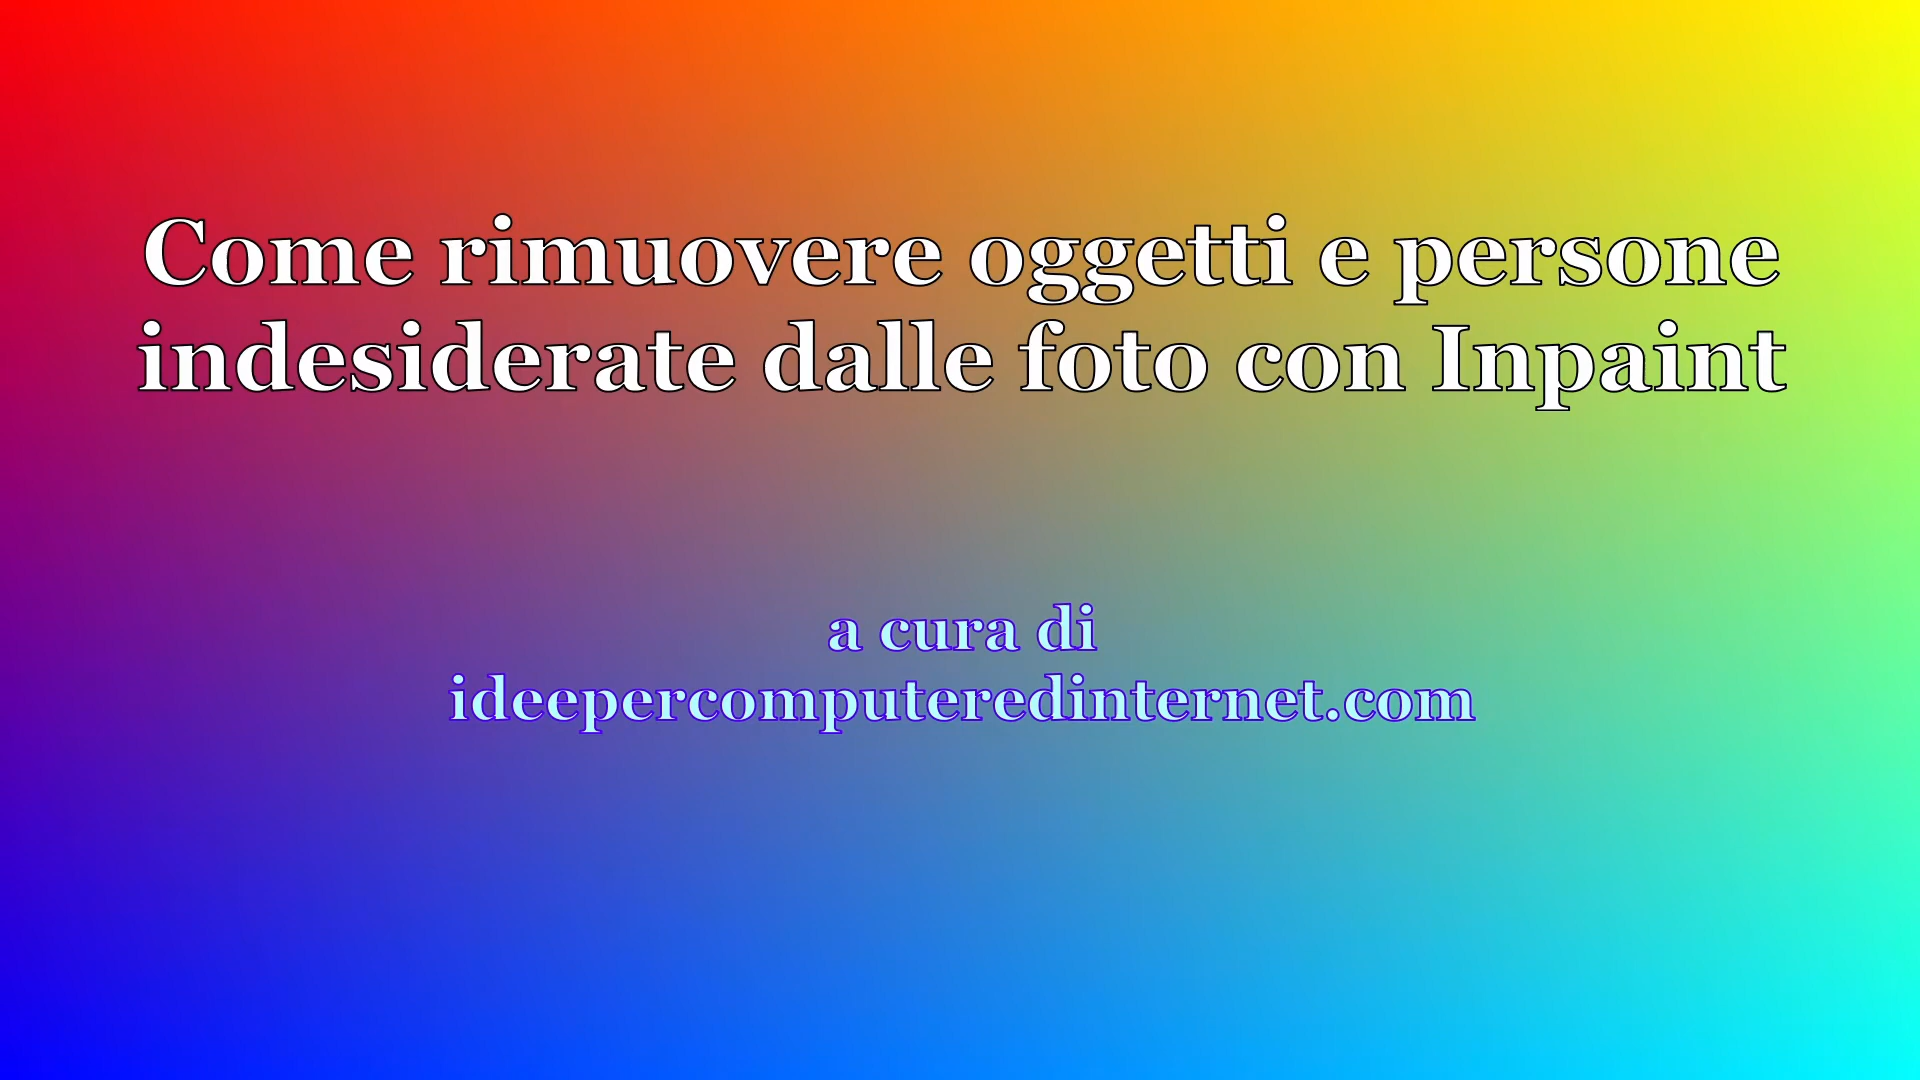 Come rimuovere oggetti e persone
indesiderate dalle foto con Inpaint
a cura di
ideepercomputeredinternet.com